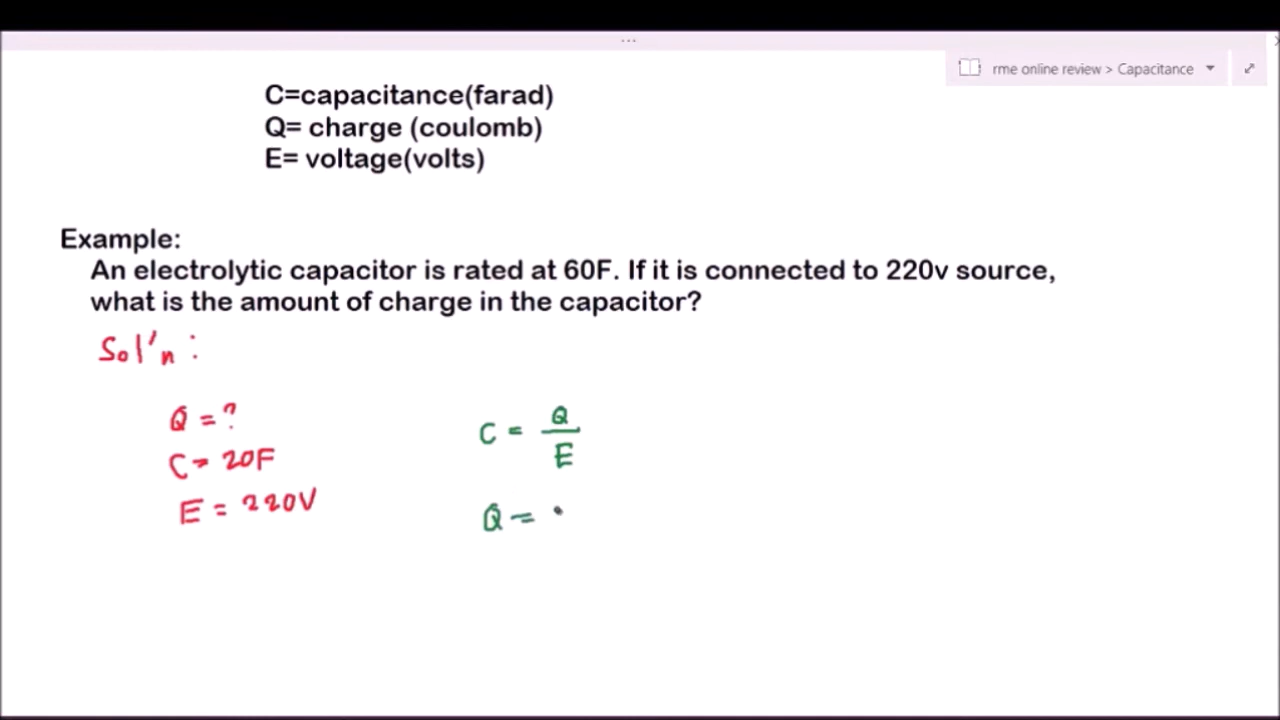 ...
rme online review > Capacitance
C=capacitance(farad)
Q= charge (coulomb)
E= voltage(volts)
Example:
An electrolytic capacitor is rated at 60F. If it is connected to 220v source,
what is the amount of charge in the capacitor?
Sol'n :
Q = ?
C = 20F
E = 220V
C = Q
E
Q =